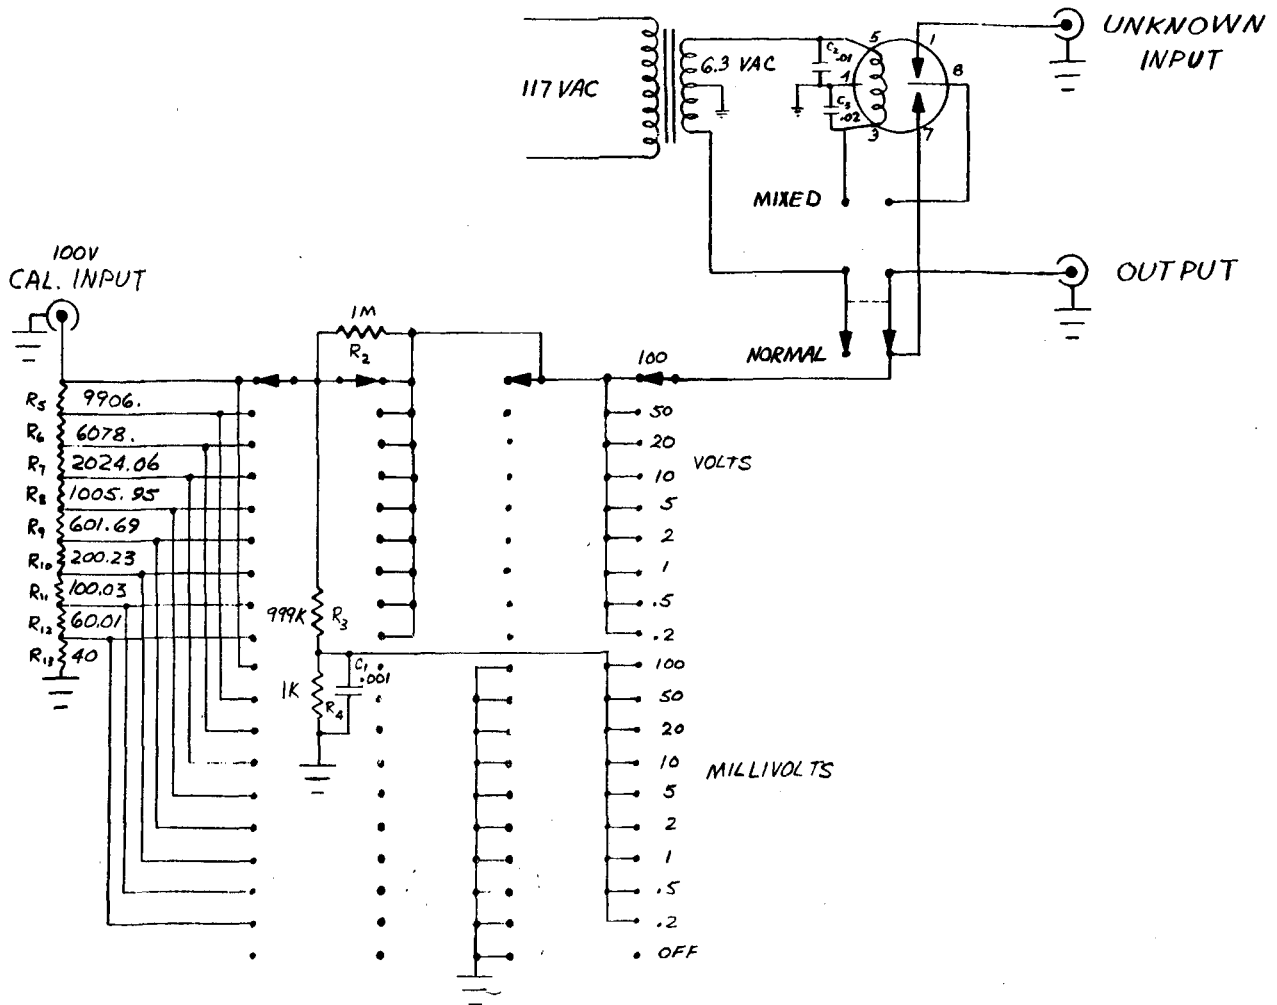 UNKNOWN
INPUT
117 VAC
6.3 VAC
C2 .01
C3 .02
5
1
4
8
3
7
MIXED
OUTPUT
NORMAL
100V
CAL. INPUT
1M
R2
R5 9906.
R6 6078.
R7 2024.06
R8 1005.95
R9 601.69
R10 200.23
R11 100.03
R12 60.01
R13 40
999K R3
1K R4
C1 .001
100
50
20
10
5
2
1
.5
.2
VOLTS
100
50
20
10
5
2
1
.5
.2
OFF
MILLIVOLTS